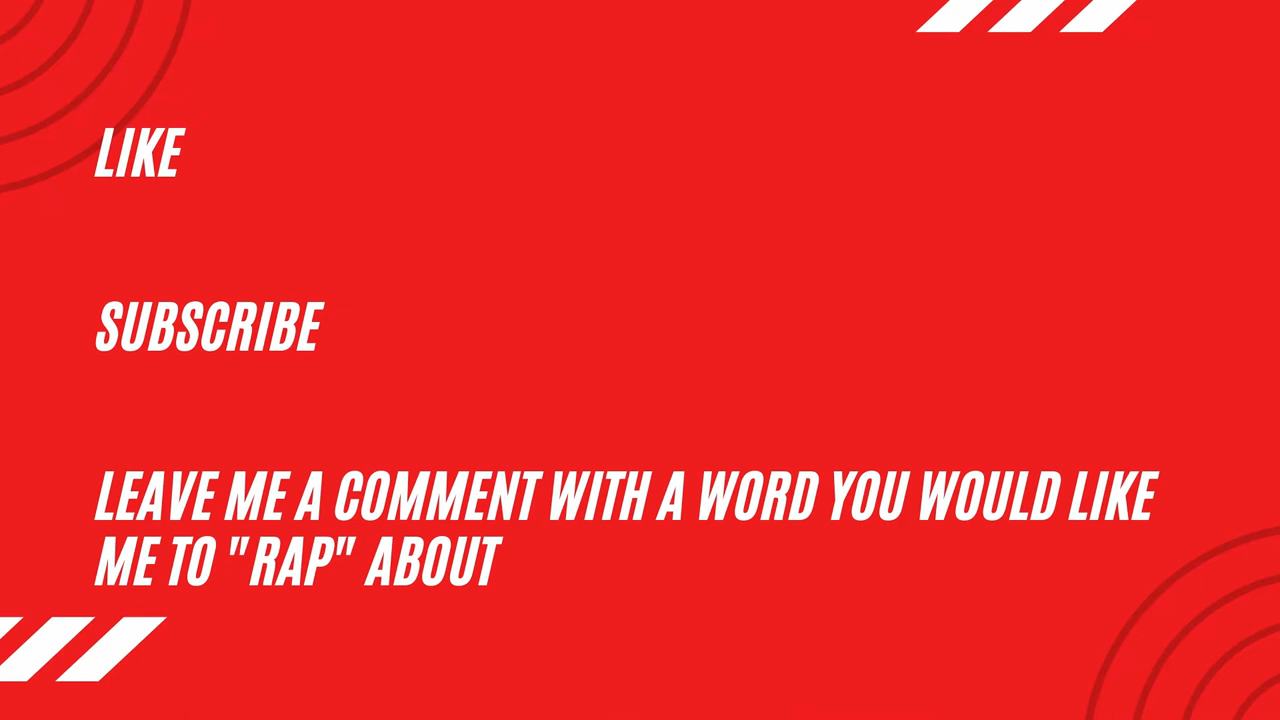 LIKE
SUBSCRIBE
LEAVE ME A COMMENT WITH A WORD YOU WOULD LIKE
ME TO "RAP" ABOUT